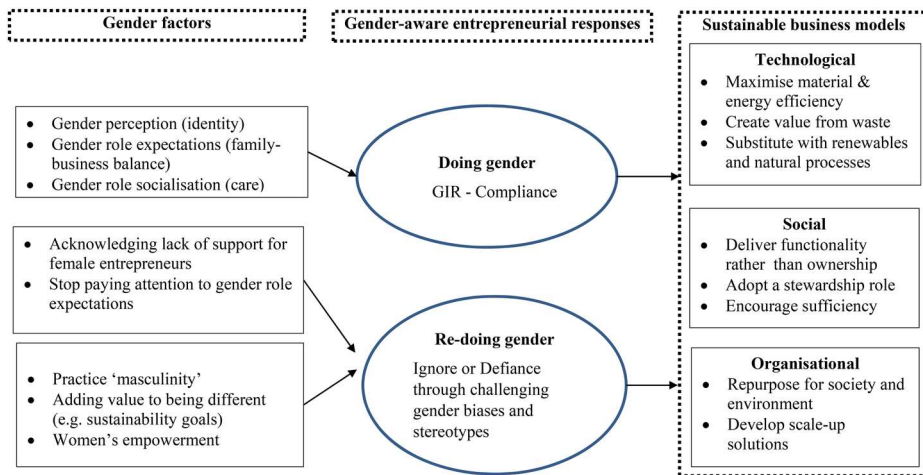 Gender factors
Gender-aware entrepreneurial responses
Sustainable business models
• Gender perception (identity)
• Gender role expectations (family-
business balance)
• Gender role socialisation (care)
• Acknowledging lack of support for
female entrepreneurs
• Stop paying attention to gender role
expectations
• Practice ‘masculinity’
• Adding value to being different
(e.g. sustainability goals)
• Women’s empowerment
Doing gender
GIR - Compliance
Re-doing gender
Ignore or Defiance
through challenging
gender biases and
stereotypes
Technological
• Maximise material &
energy efficiency
• Create value from waste
• Substitute with renewables
and natural processes
Social
• Deliver functionality
rather than ownership
• Adopt a stewardship role
• Encourage sufficiency
Organisational
• Repurpose for society and
environment
• Develop scale-up
solutions